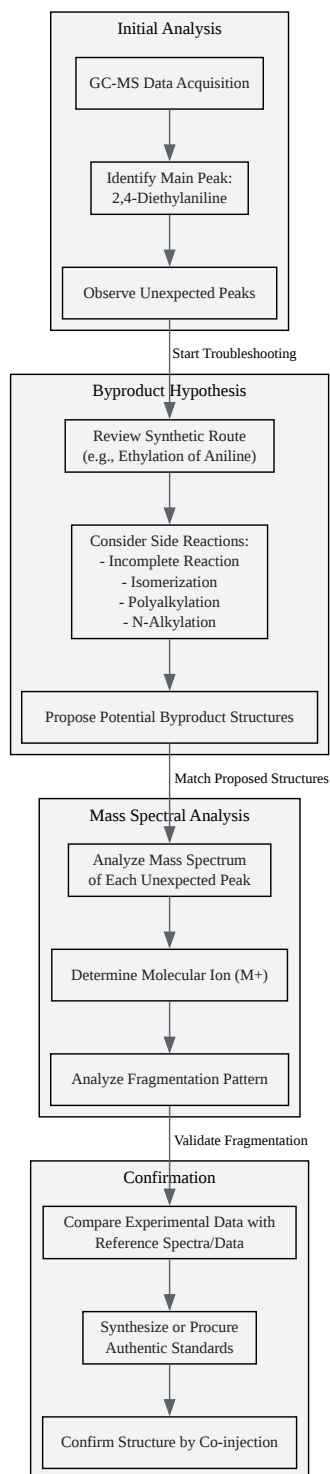 Initial Analysis
GC-MS Data Acquisition
Identify Main Peak:
2,4-Diethylaniline
Observe Unexpected Peaks
Start Troubleshooting
Byproduct Hypothesis
Review Synthetic Route
(e.g., Ethylation of Aniline)
Consider Side Reactions:
- Incomplete Reaction
- Isomerization
- Polyalkylation
- N-Alkylation
Propose Potential Byproduct Structures
Match Proposed Structures
Mass Spectral Analysis
Analyze Mass Spectrum
of Each Unexpected Peak
Determine Molecular Ion (M+)
Analyze Fragmentation Pattern
Validate Fragmentation
Confirmation
Compare Experimental Data with
Reference Spectra/Data
Synthesize or Procure
Authentic Standards
Confirm Structure by Co-injection